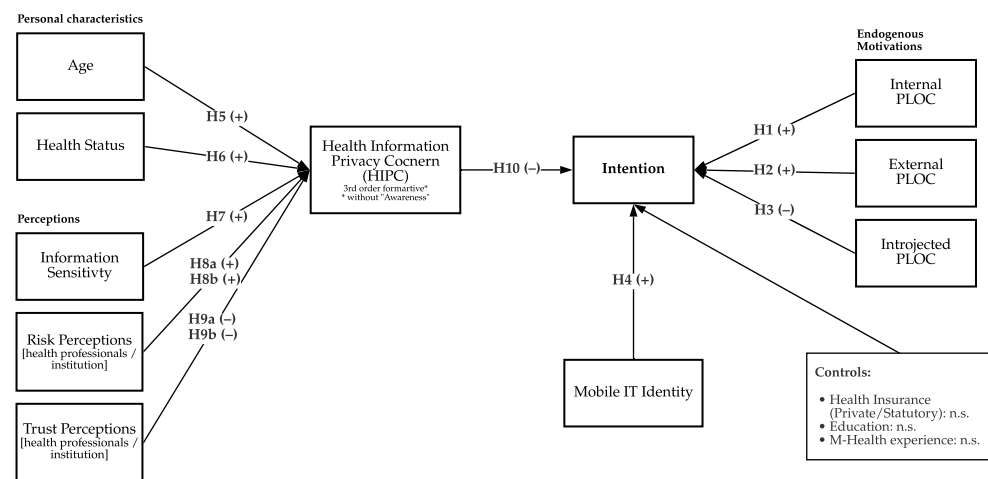 Personal characteristics
Age
Health Status
H5 (+)
H6 (+)
Perceptions
Information
Sensitivty
H7 (+)
Risk Perceptions
[health professionals /
institution]
H8a (+)
H8b (+)
Trust Perceptions
[health professionals /
institution]
H9a (–)
H9b (–)
Health Information
Privacy Cocnern
(HIPC)
3rd order formartive*
* without "Awareness"
H10 (–)
Intention
Endogenous
Motivations
Internal
PLOC
External
PLOC
Introjected
PLOC
H1 (+)
H2 (+)
H3 (–)
H4 (+)
Mobile IT Identity
Controls:
• Health Insurance
(Private/Statutory): n.s.
• Education: n.s.
• M-Health experience: n.s.